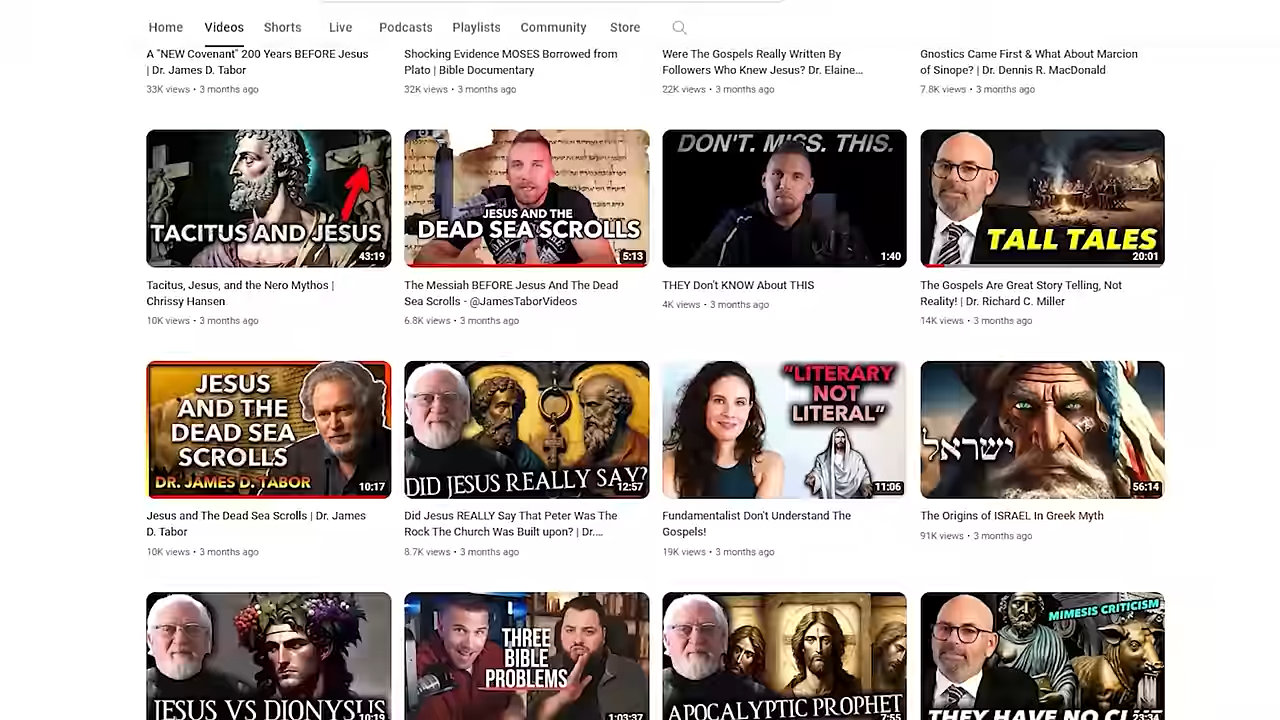 Home Videos Shorts Live Podcasts Playlists Community Store
A "NEW Covenant" 200 Years BEFORE Jesus
| Dr. James D. Tabor
33K views • 3 months ago
Shocking Evidence MOSES Borrowed from
Plato | Bible Documentary
32K views • 3 months ago
Were The Gospels Really Written By
Followers Who Knew Jesus? Dr. Elaine...
22K views • 3 months ago
Gnostics Came First & What About Marcion
of Sinope? | Dr. Dennis R. MacDonald
7.8K views • 3 months ago
TACITUS AND JESUS
43:19
Tacitus, Jesus, and the Nero Mythos |
Chrissy Hansen
10K views • 3 months ago
JESUS AND THE
DEAD SEA SCROLLS
5:13
The Messiah BEFORE Jesus And The Dead
Sea Scrolls - @JamesTaborVideos
6.8K views • 3 months ago
DON'T. MISS. THIS.
1:40
THEY Don't KNOW About THIS
4K views • 3 months ago
TALL TALES
20:01
The Gospels Are Great Story Telling, Not
Reality! | Dr. Richard C. Miller
14K views • 3 months ago
JESUS
AND THE
DEAD SEA
SCROLLS
DR. JAMES D. TABOR
10:17
Jesus and The Dead Sea Scrolls | Dr. James
D. Tabor
10K views • 3 months ago
DID JESUS REALLY SAY?
12:57
Did Jesus REALLY Say That Peter Was The
Rock The Church Was Built upon? | Dr....
8.7K views • 3 months ago
"LITERARY
NOT
LITERAL"
11:06
Fundamentalist Don't Understand The
Gospels!
19K views • 3 months ago
ישראל
56:14
The Origins of ISRAEL In Greek Myth
91K views • 3 months ago
JESUS VS DIONYSUS
10:19
THREE
BIBLE
PROBLEMS
1:03:37
APOCALYPTIC PROPHET
7:55
MIMESIS CRITICISM
THEY HAVE NO
23:37